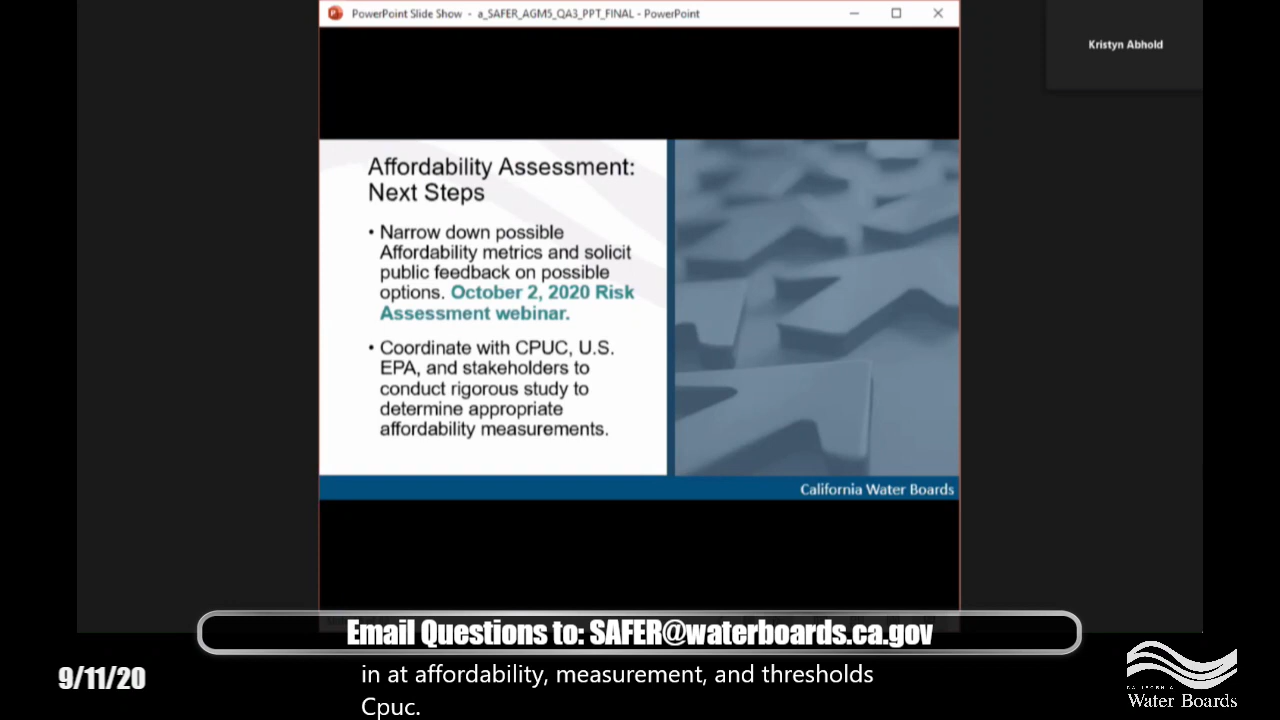 PowerPoint Slide Show - a_SAFER_AGM5_QA3_PPT_FINAL - PowerPoint
Kristyn Abhold
Affordability Assessment:
Next Steps
• Narrow down possible
Affordability metrics and solicit
public feedback on possible
options. October 2, 2020 Risk
Assessment webinar.
• Coordinate with CPUC, U.S.
EPA, and stakeholders to
conduct rigorous study to
determine appropriate
affordability measurements.
California Water Boards
Email Questions to: SAFER@waterboards.ca.gov
9/11/20
in at affordability, measurement, and thresholds
Cpuc.
CALIFORNIA
Water Boards